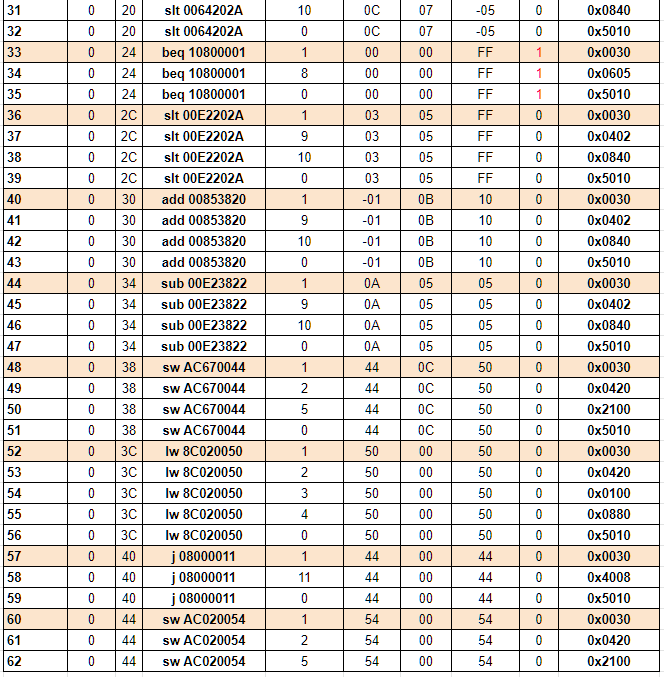 31 0 20 slt 0064202A 10 0C 07 -05 0 0x0840
32 0 20 slt 0064202A 0 0C 07 -05 0 0x5010
33 0 24 beq 10800001 1 00 00 FF 1 0x0030
34 0 24 beq 10800001 8 00 00 FF 1 0x0605
35 0 24 beq 10800001 0 00 00 FF 1 0x5010
36 0 2C slt 00E2202A 1 03 05 FF 0 0x0030
37 0 2C slt 00E2202A 9 03 05 FF 0 0x0402
38 0 2C slt 00E2202A 10 03 05 FF 0 0x0840
39 0 2C slt 00E2202A 0 03 05 FF 0 0x5010
40 0 30 add 00853820 1 -01 0B 10 0 0x0030
41 0 30 add 00853820 9 -01 0B 10 0 0x0402
42 0 30 add 00853820 10 -01 0B 10 0 0x0840
43 0 30 add 00853820 0 -01 0B 10 0 0x5010
44 0 34 sub 00E23822 1 0A 05 05 0 0x0030
45 0 34 sub 00E23822 9 0A 05 05 0 0x0402
46 0 34 sub 00E23822 10 0A 05 05 0 0x0840
47 0 34 sub 00E23822 0 0A 05 05 0 0x5010
48 0 38 sw AC670044 1 44 0C 50 0 0x0030
49 0 38 sw AC670044 2 44 0C 50 0 0x0420
50 0 38 sw AC670044 5 44 0C 50 0 0x2100
51 0 38 sw AC670044 0 44 0C 50 0 0x5010
52 0 3C lw 8C020050 1 50 00 50 0 0x0030
53 0 3C lw 8C020050 2 50 00 50 0 0x0420
54 0 3C lw 8C020050 3 50 00 50 0 0x0100
55 0 3C lw 8C020050 4 50 00 50 0 0x0880
56 0 3C lw 8C020050 0 50 00 50 0 0x5010
57 0 40 j 08000011 1 44 00 44 0 0x0030
58 0 40 j 08000011 11 44 00 44 0 0x4008
59 0 40 j 08000011 0 44 00 44 0 0x5010
60 0 44 sw AC020054 1 54 00 54 0 0x0030
61 0 44 sw AC020054 2 54 00 54 0 0x0420
62 0 44 sw AC020054 5 54 00 54 0 0x2100